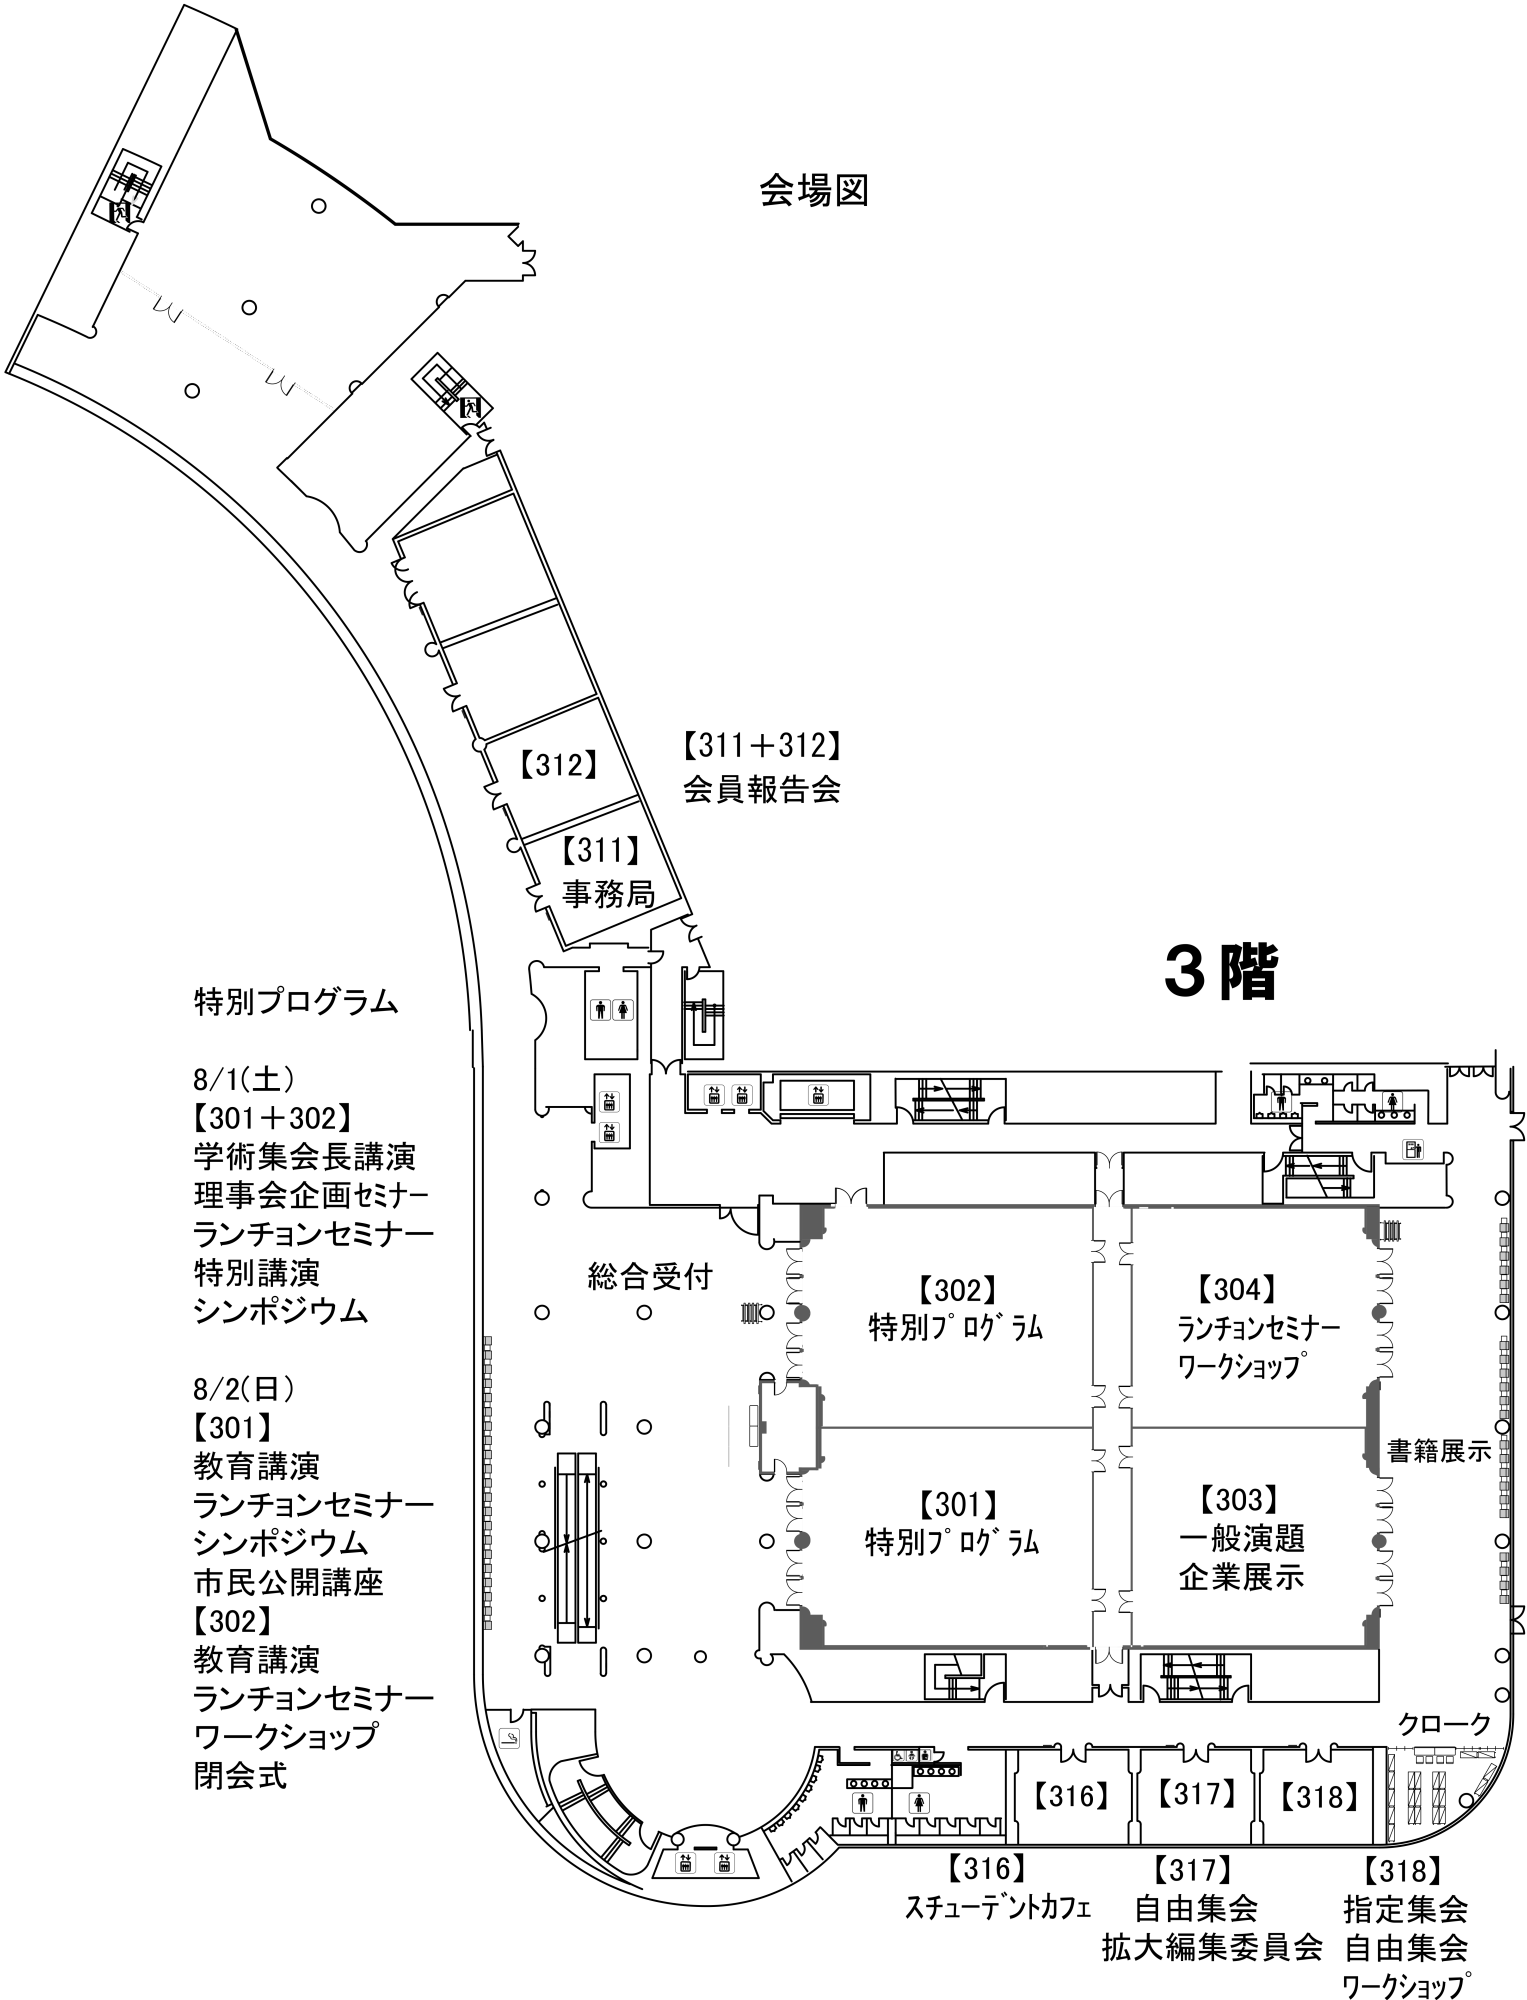 会場図
【312】
【311+312】
会員報告会
【311】
事務局
3階
特別プログラム
8/1(土)
【301+302】
学術集会長講演
理事会企画ｾﾐﾅｰ
ランチョンセミナー
特別講演
シンポジウム
8/2(日)
【301】
教育講演
ランチョンセミナー
シンポジウム
市民公開講座
【302】
教育講演
ランチョンセミナー
ワークショップ
閉会式
総合受付
【302】
特別ﾌﾟﾛｸﾞﾗﾑ
【304】
ランチョンセミナー
ワークショップ
【301】
特別ﾌﾟﾛｸﾞﾗﾑ
【303】
一般演題
企業展示
書籍展示
クローク
【316】
【317】
【318】
【316】
スチューデントカフェ
【317】
自由集会
拡大編集委員会
【318】
指定集会
自由集会
ワークショップ